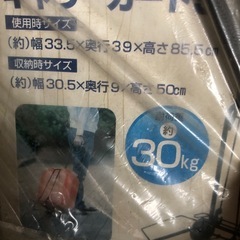 キャリーカート
使用時サイズ
(約)幅33.5×奥行39×高さ85.5cm
収納時サイズ
(約)幅30.5×奥行9×高さ50cm
約
30kg